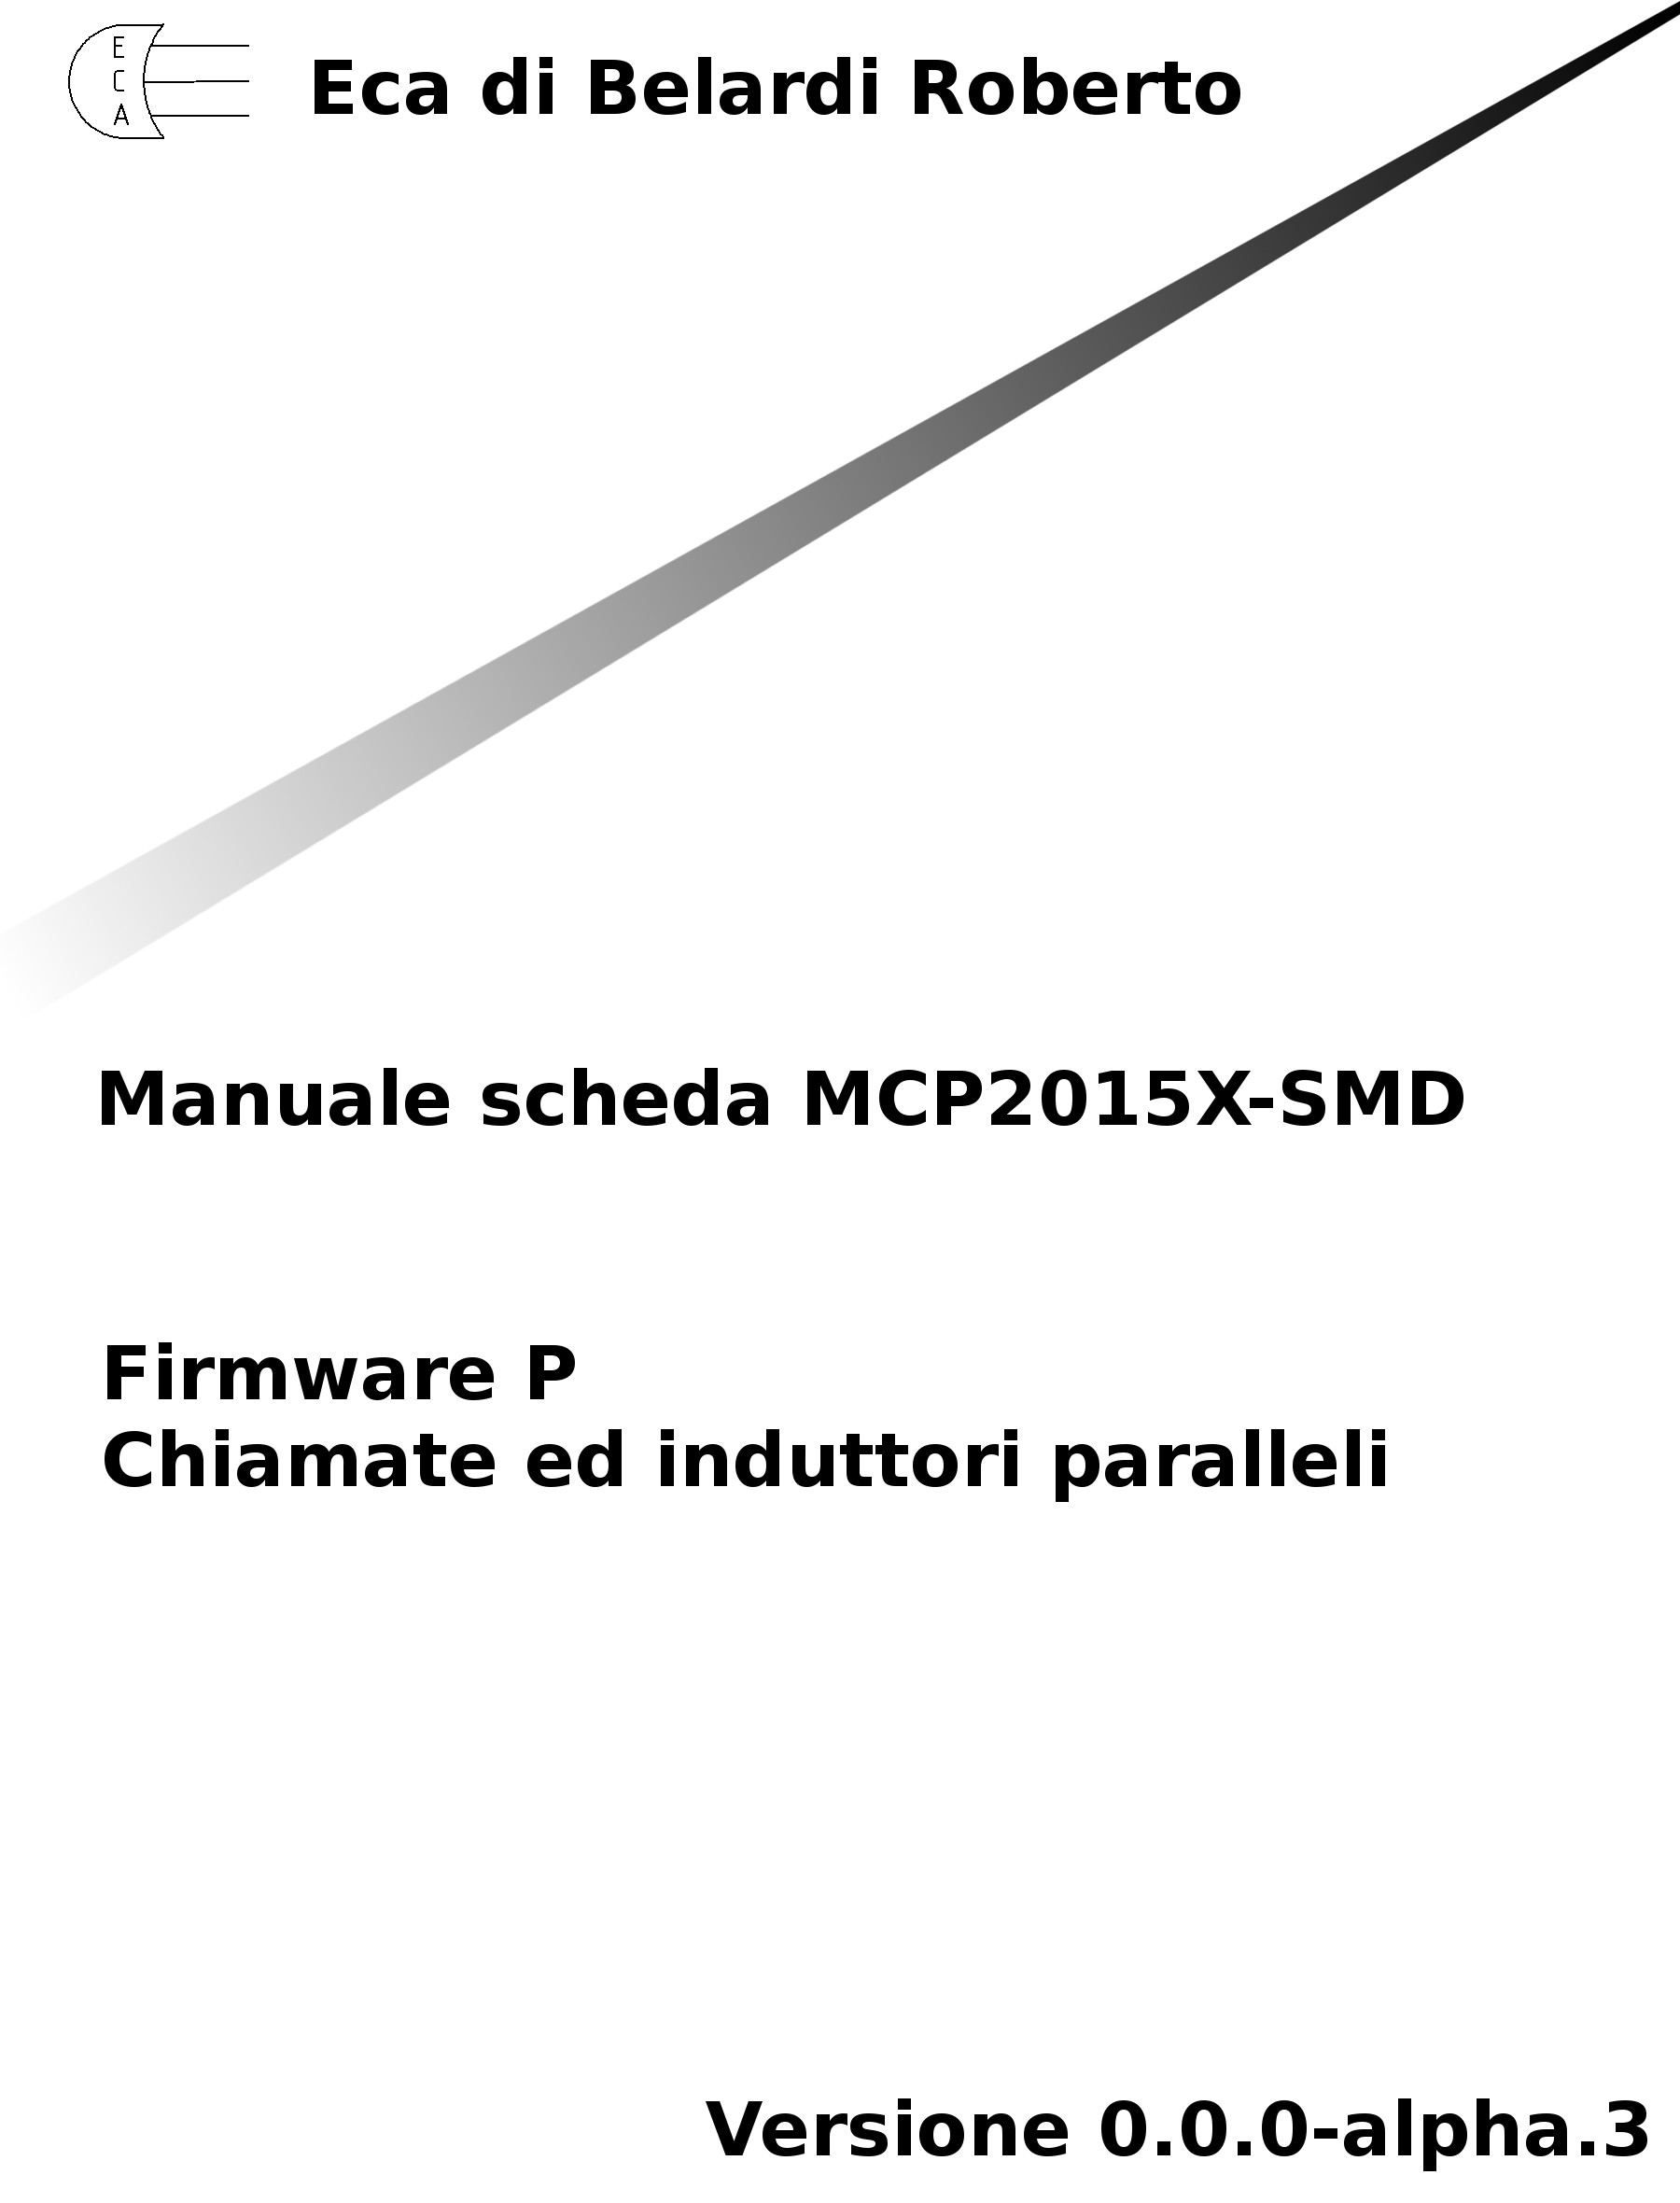 E
C
A
Eca di Belardi Roberto
Manuale scheda MCP2015X-SMD
Firmware P
Chiamate ed induttori paralleli
Versione 0.0.0-alpha.3